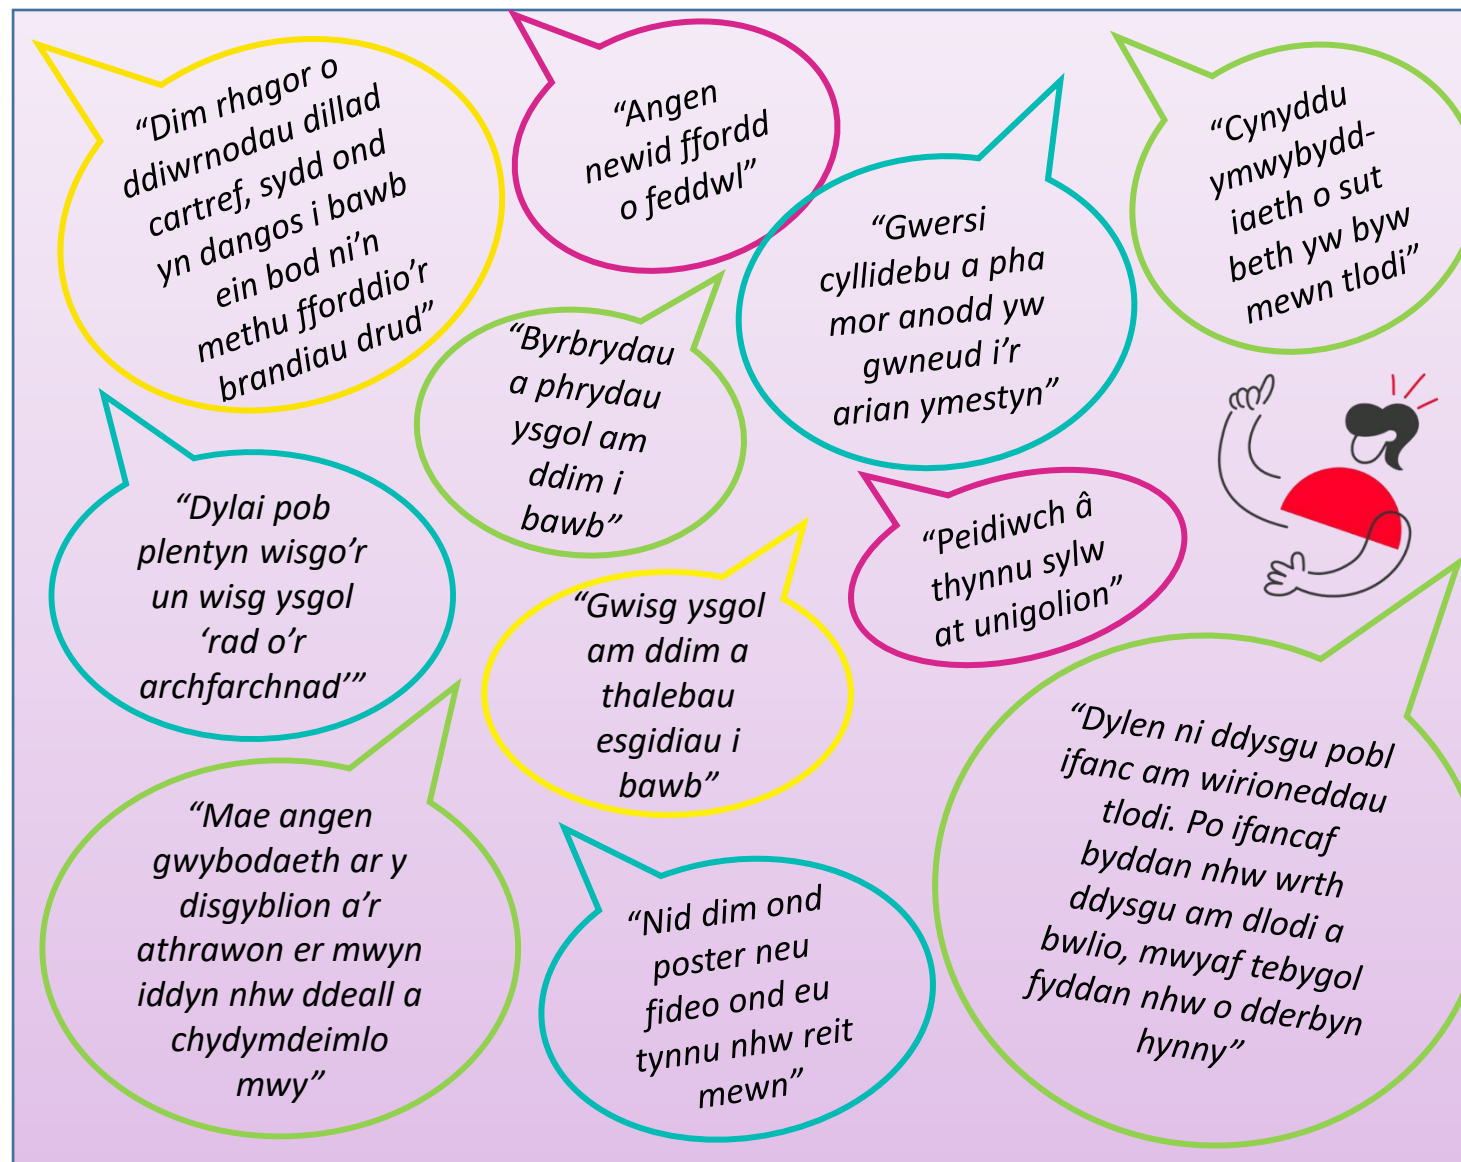 “Dim rhagor o
ddiwrnodau dillad
cartref, sydd ond
yn dangos i bawb
ein bod ni’n
methu fforddio’r
brandiau drud”
“Angen
newid ffordd
o feddwl”
“Gwersi
cyllidebu a pha
mor anodd yw
gwneud i’r
arian ymestyn”
“Cynyddu
ymwybydd-
iaeth o sut
beth yw byw
mewn tlodi”
“Byrbrydau
a phrydau
ysgol am
ddim i
bawb”
“Dylai pob
plentyn wisgo’r
un wisg ysgol
‘rad o’r
archfarchnad’”
“Gwisg ysgol
am ddim a
thalebau
esgidiau i
bawb”
“Peidiwch â
thynnu sylw
at unigolion”
“Mae angen
gwybodaeth ar y
disgyblion a’r
athrawon er mwyn
iddyn nhw ddeall a
chydymdeimlo
mwy”
“Nid dim ond
poster neu
fideo ond eu
tynnu nhw reit
mewn”
“Dylen ni ddysgu pobl
ifanc am wirioneddau
tlodi. Po ifancaf
byddan nhw wrth
ddysgu am dlodi a
bwlio, mwyaf tebygol
fyddan nhw o dderbyn
hynny”